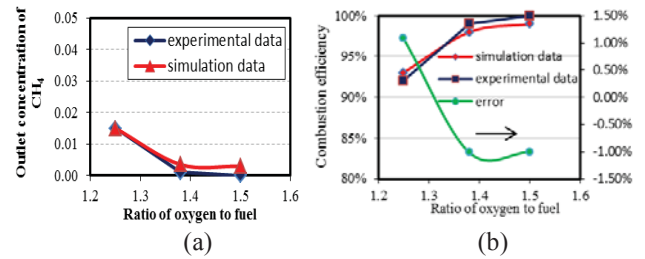 Outlet concentration of
CH4
0.05
0.04
0.03
0.02
0.01
0.00
experimental data
simulation data
1.2
1.3
1.4
1.5
1.6
Ratio of oxygen to fuel
(a)
Combustion efficiency
100%
95%
90%
85%
80%
simulation data
experimental data
error
1.50%
1.00%
0.50%
0.00%
-0.50%
-1.00%
-1.50%
1.2
1.3
1.4
1.5
1.6
Ratio of oxygen to fuel
(b)